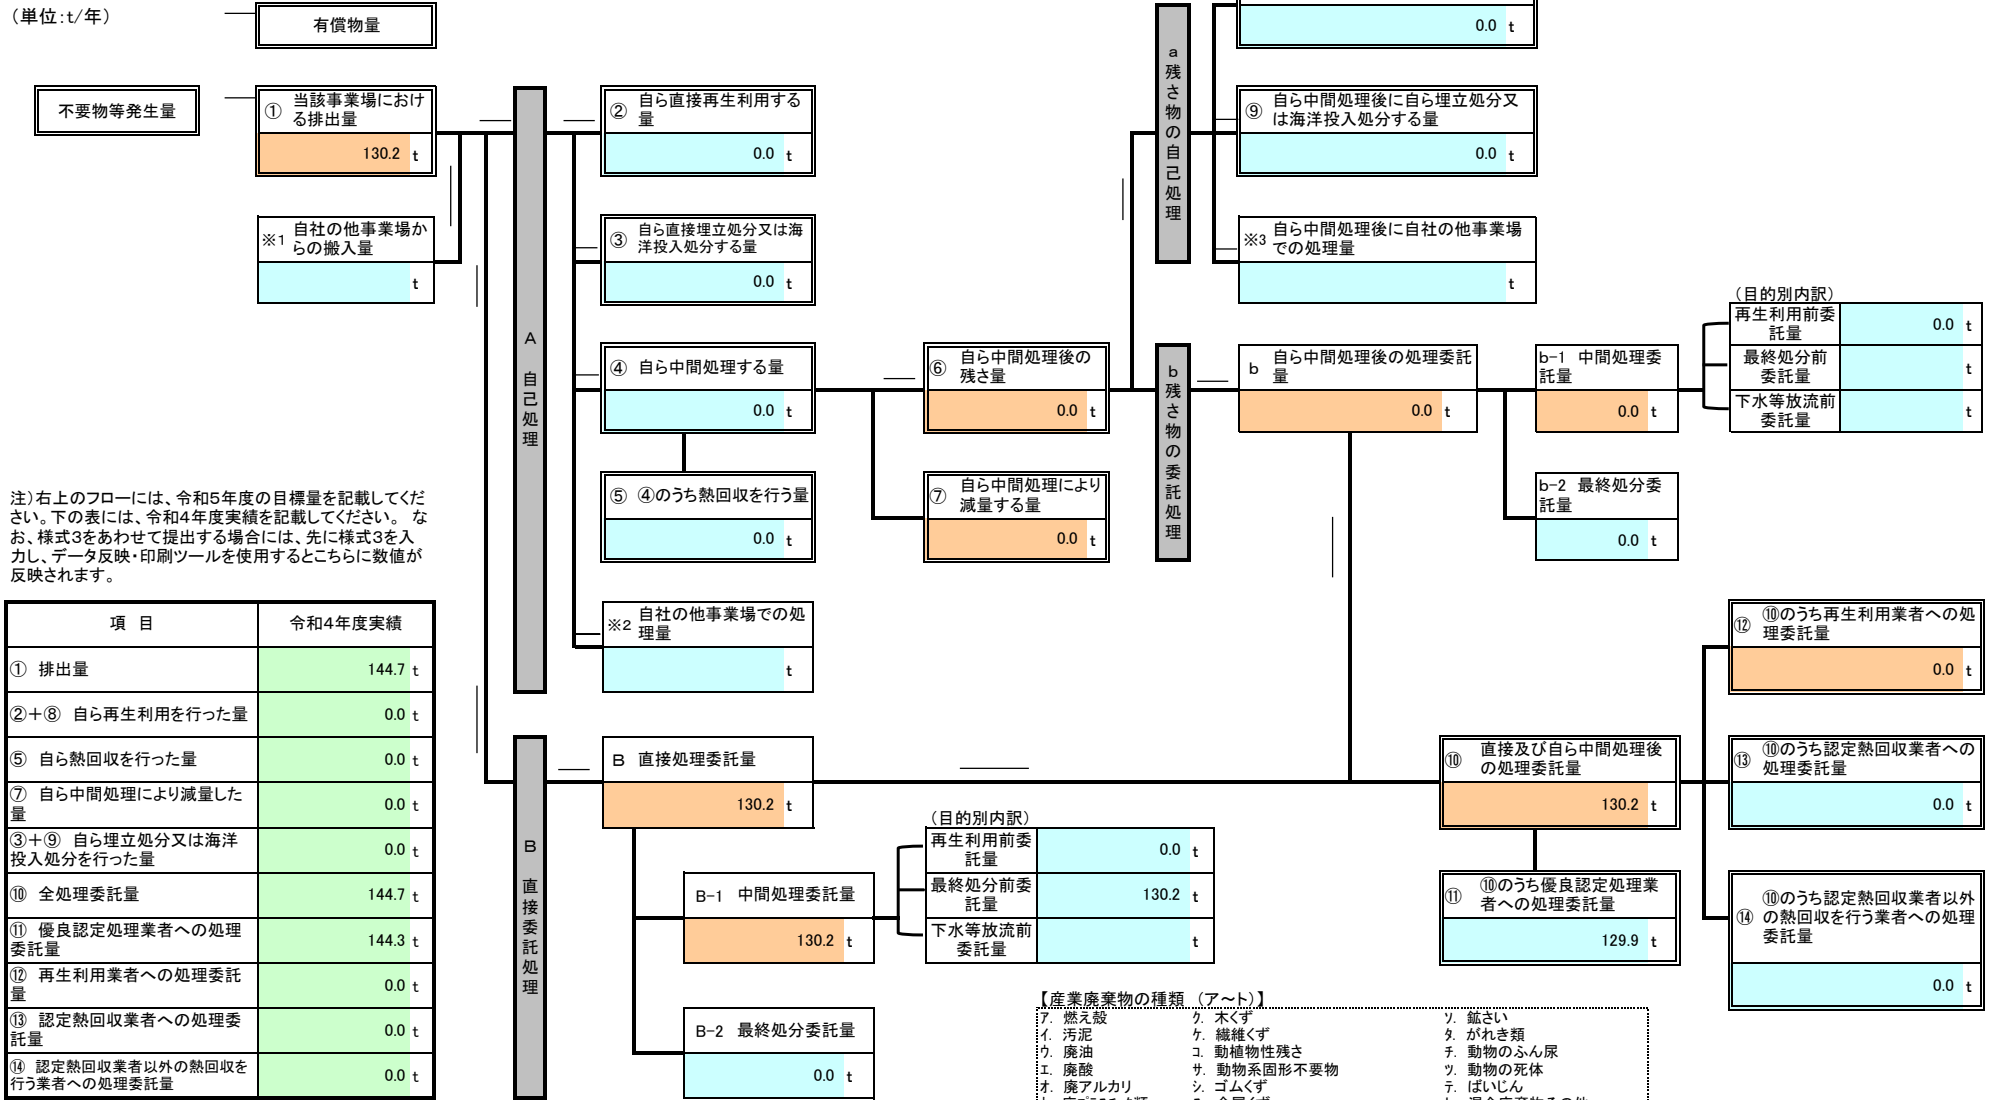 （単位:t/年）
有償物量
不要物等発生量
① 当該事業場におけ
る排出量
130.2 t
※1 自社の他事業場か
らの搬入量
t
A 自己処理
② 自ら直接再生利用する
量
0.0 t
③ 自ら直接埋立処分又は海
洋投入処分する量
0.0 t
④ 自ら中間処理する量
0.0 t
⑤ ④のうち熱回収を行う量
0.0 t
※2 自社の他事業場での処
理量
t
⑥ 自ら中間処理後の
残さ量
0.0 t
⑦ 自ら中間処理により
減量する量
0.0 t
a 残さ物の自己処理
0.0 t
⑨ 自ら中間処理後に自ら埋立処分又
は海洋投入処分する量
0.0 t
※3 自ら中間処理後に自社の他事業場
での処理量
t
b 残さ物の委託処理
b 自ら中間処理後の処理委託
量
0.0 t
b-1 中間処理委
託量
0.0 t
b-2 最終処分委
託量
0.0 t
（目的別内訳）
再生利用前委
託量
0.0 t
最終処分前
委託量
t
下水等放流前
委託量
t
注）右上のフローには、令和５年度の目標量を記載してくだ
さい。下の表には、令和４年度実績を記載してください。 な
お、様式３をあわせて提出する場合には、先に様式３を入
力し、データ反映・印刷ツールを使用するとこちらに数値が
反映されます。
項 目 令和４年度実績
① 排出量 144.7 t
②＋⑧ 自ら再生利用を行った量 0.0 t
⑤ 自ら熱回収を行った量 0.0 t
⑦ 自ら中間処理により減量した
量 0.0 t
③＋⑨ 自ら埋立処分又は海洋
投入処分を行った量 0.0 t
⑩ 全処理委託量 144.7 t
⑪ 優良認定処理業者への処理
委託量 144.3 t
⑫ 再生利用業者への処理委託
量 0.0 t
⑬ 認定熱回収業者への処理委
託量 0.0 t
⑭ 認定熱回収業者以外の熱回収を
行う業者への処理委託量 0.0 t
B 直接委託処理
B 直接処理委託量
130.2 t
B-1 中間処理委託量
130.2 t
B-2 最終処分委託量
0.0 t
（目的別内訳）
再生利用前委
託量
0.0 t
最終処分前委
託量
130.2 t
下水等放流前
委託量
t
⑩ 直接及び自ら中間処理後
の処理委託量
130.2 t
⑪ ⑩のうち優良認定処理業
者への処理委託量
129.9 t
⑫ ⑩のうち再生利用業者への処
理委託量
0.0 t
⑬ ⑩のうち認定熱回収業者への
処理委託量
0.0 t
⑭ ⑩のうち認定熱回収業者以外
の熱回収を行う業者への処理
委託量
0.0 t
【産業廃棄物の種類 （ア～ト）】
ア. 燃え殻 ク. 木くず ソ. 鉱さい
イ. 汚泥 ケ. 繊維くず タ. がれき類
ウ. 廃油 コ. 動植物性残さ チ. 動物のふん尿
エ. 廃酸 サ. 動物系固形不要物 ツ. 動物の死体
オ. 廃アルカリ シ. ゴムくず テ. ばいじん